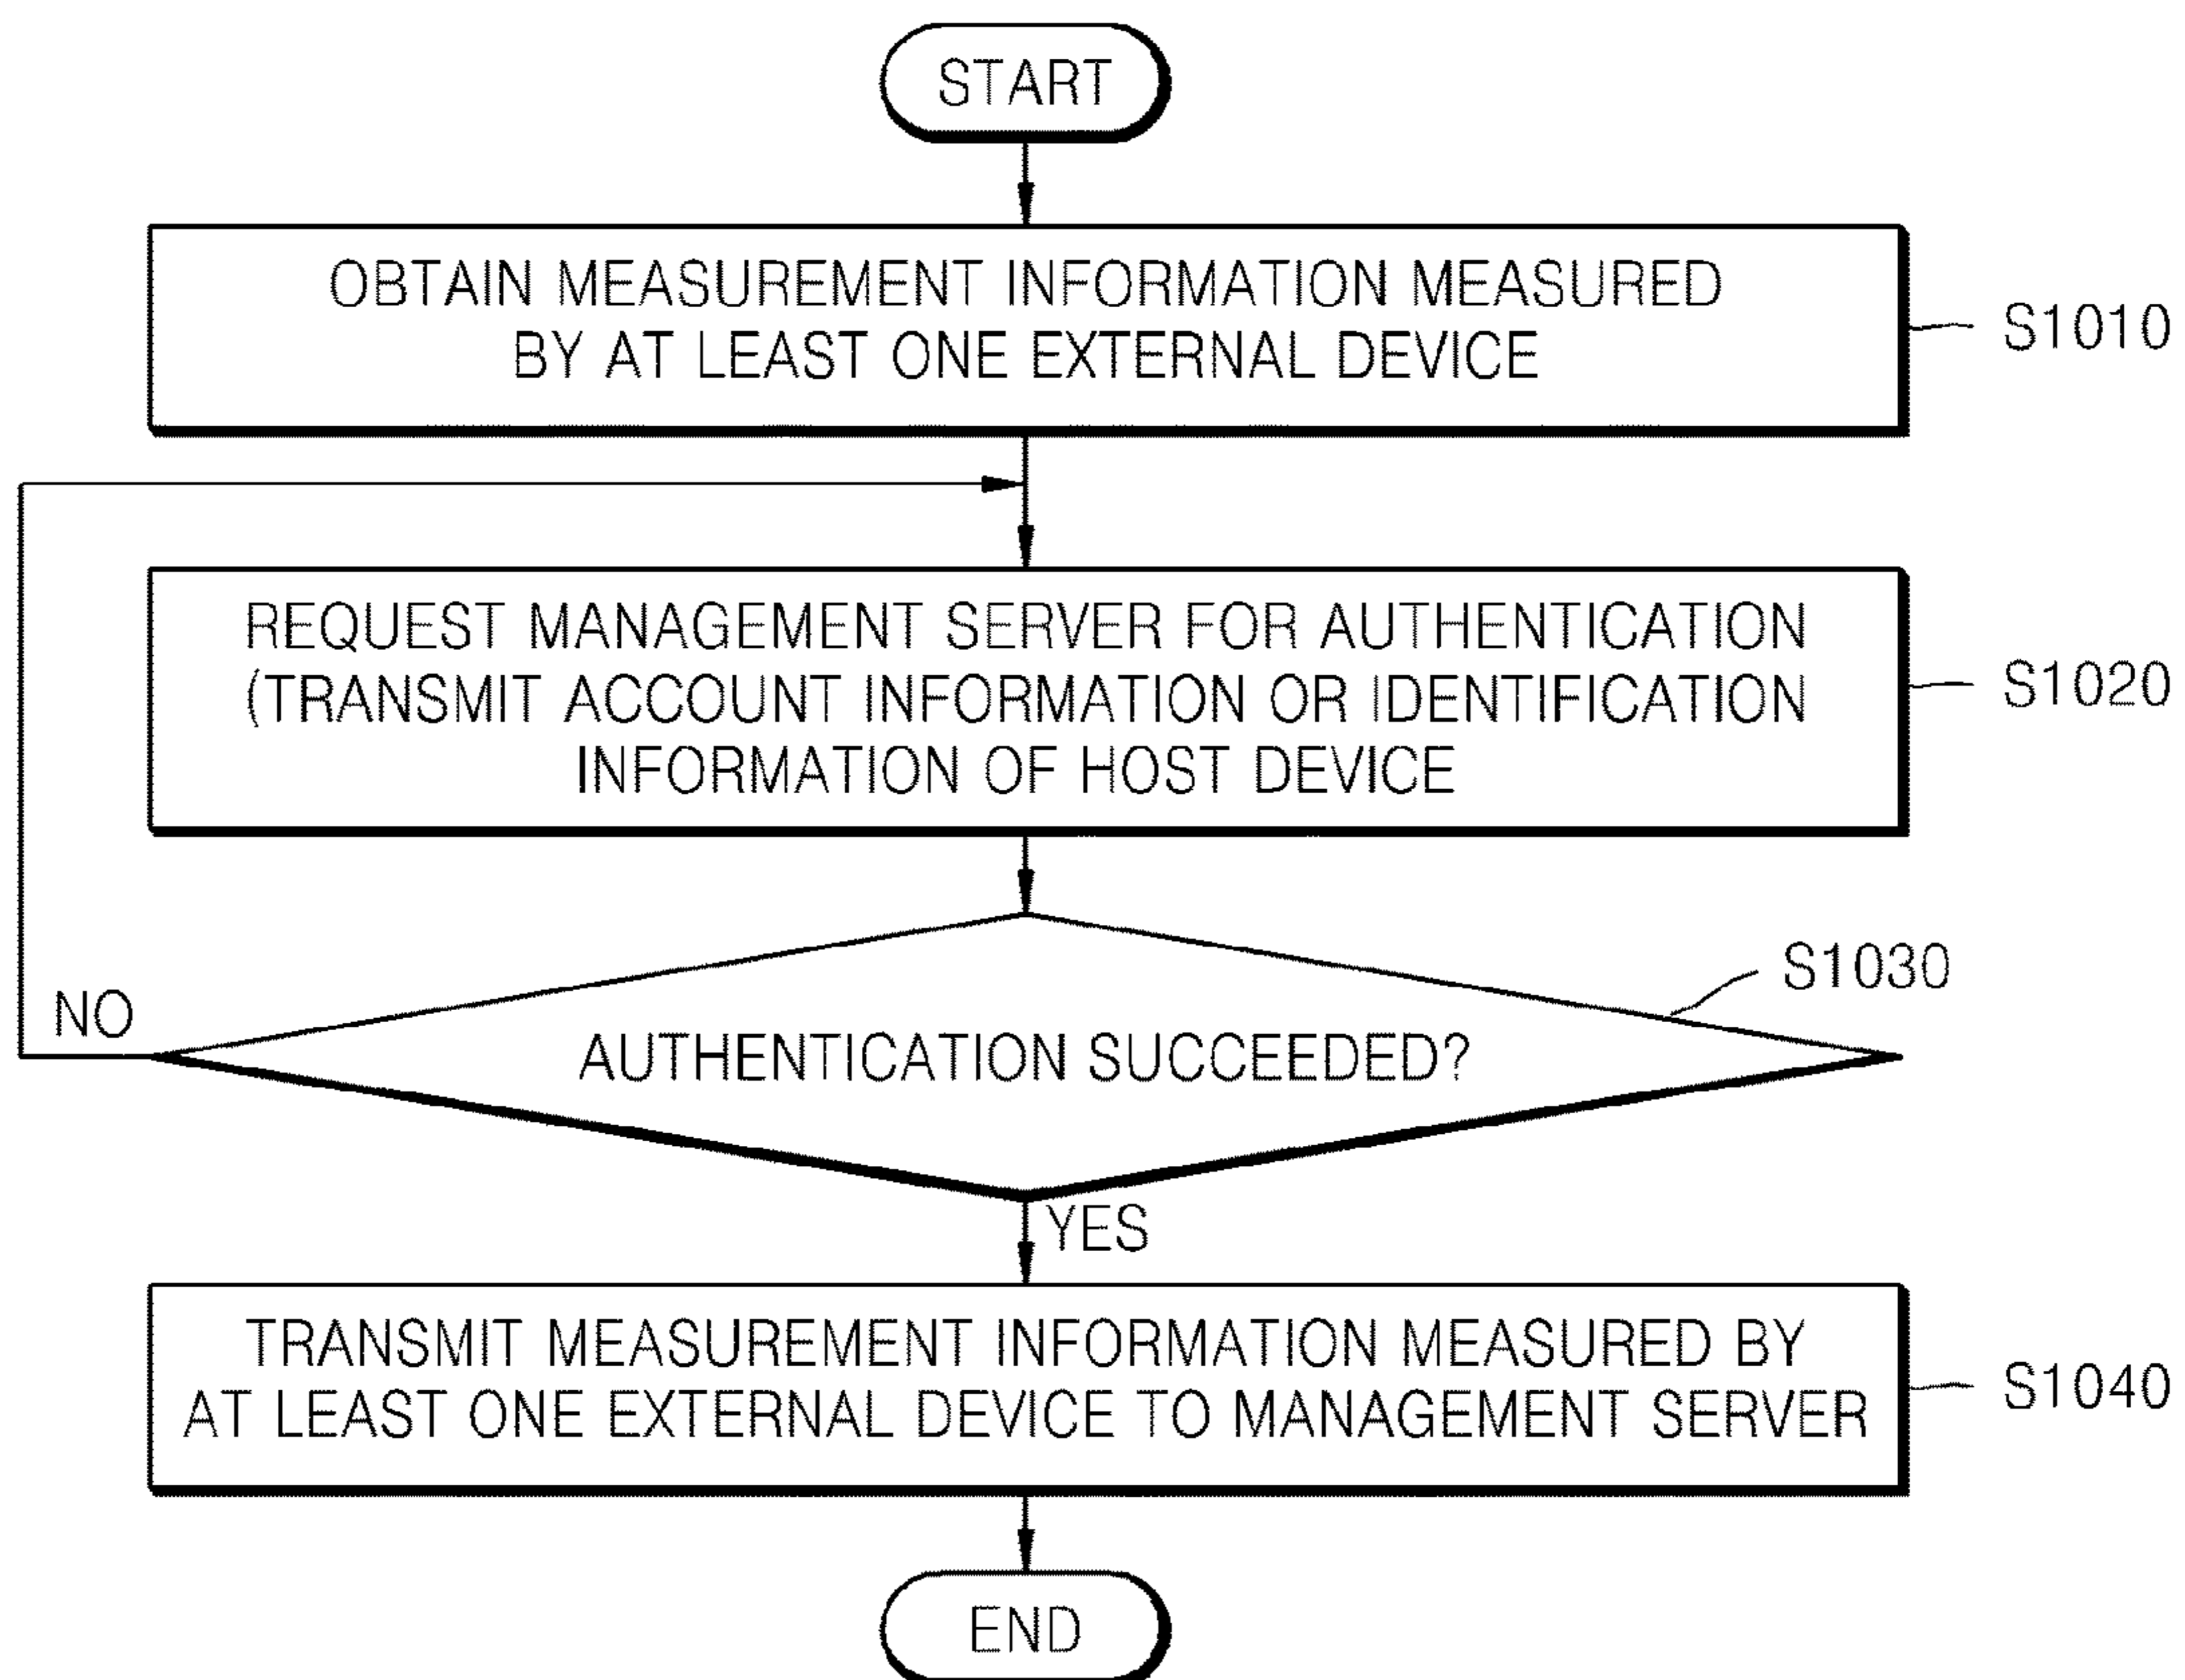 START
OBTAIN MEASUREMENT INFORMATION MEASURED
BY AT LEAST ONE EXTERNAL DEVICE
S1010
REQUEST MANAGEMENT SERVER FOR AUTHENTICATION
(TRANSMIT ACCOUNT INFORMATION OR IDENTIFICATION
INFORMATION OF HOST DEVICE
S1020
S1030
NO
AUTHENTICATION SUCCEEDED?
YES
TRANSMIT MEASUREMENT INFORMATION MEASURED BY
AT LEAST ONE EXTERNAL DEVICE TO MANAGEMENT SERVER
S1040
END